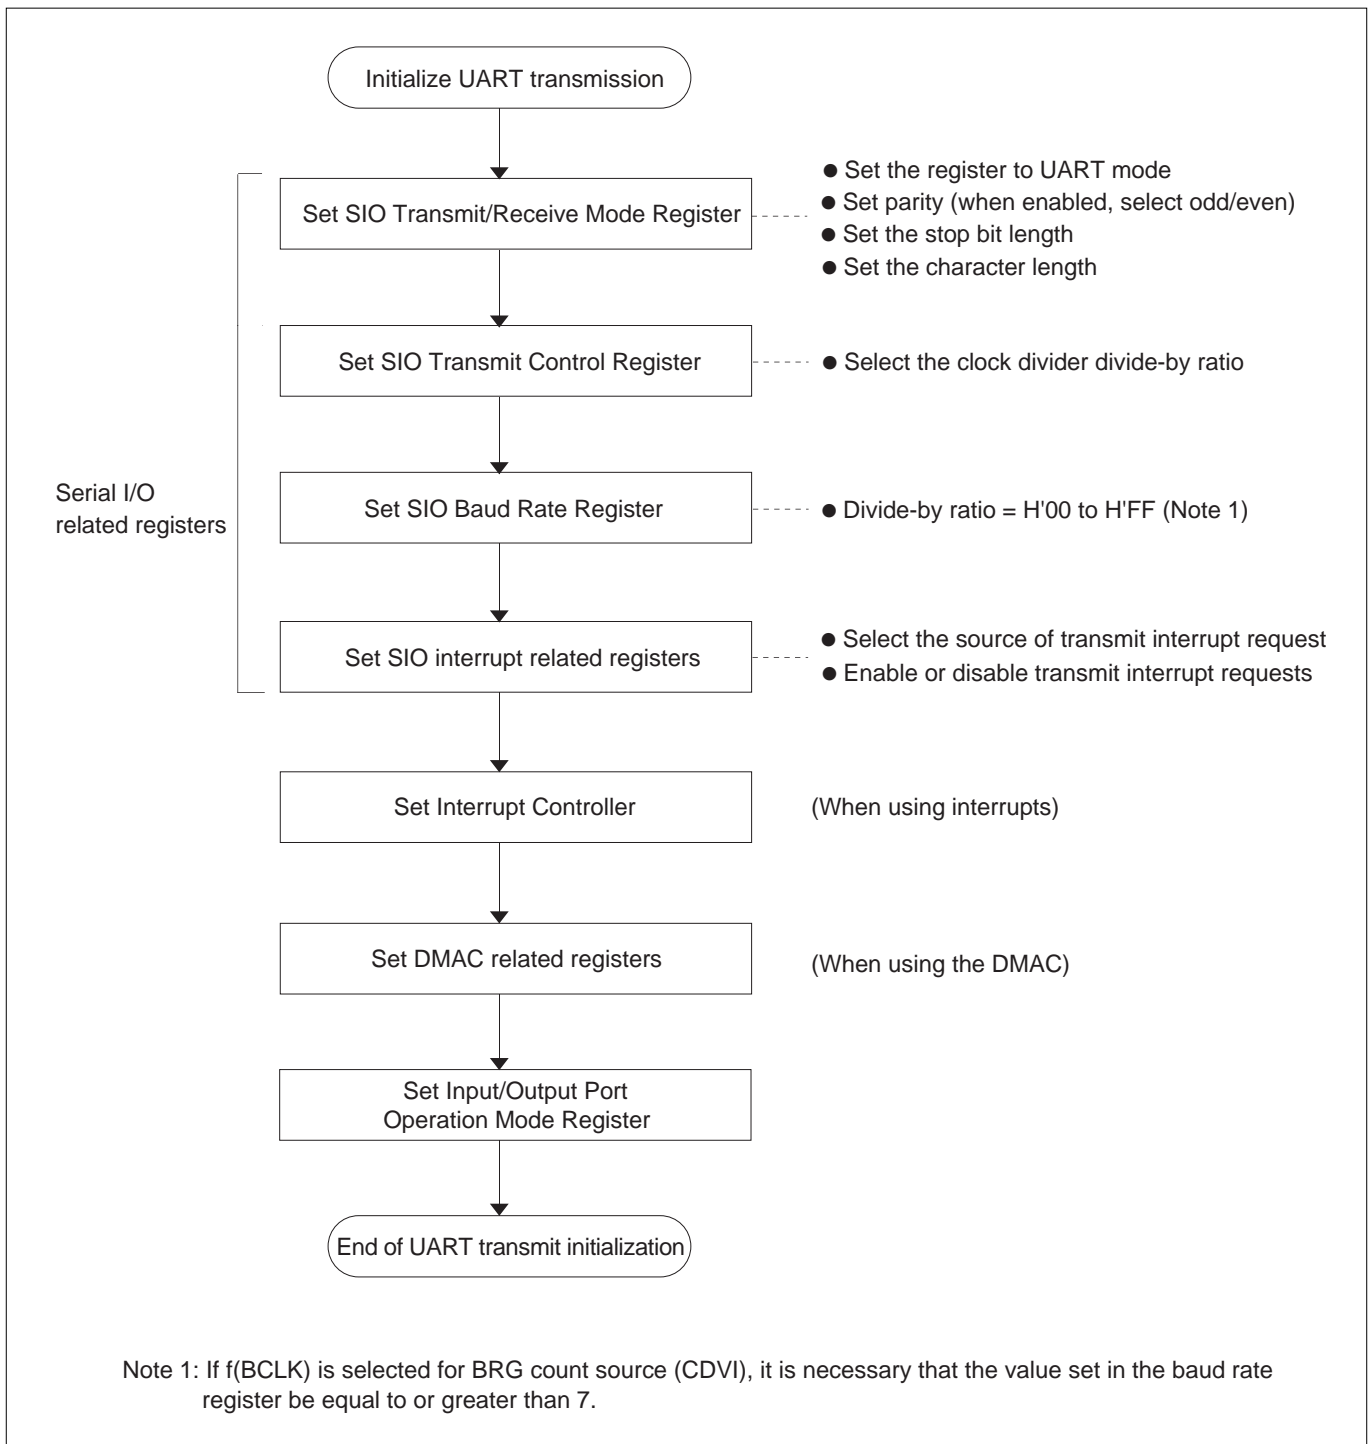 Initialize UART transmission
Set SIO Transmit/Receive Mode Register
● Set the register to UART mode
● Set parity (when enabled, select odd/even)
● Set the stop bit length
● Set the character length
Set SIO Transmit Control Register
● Select the clock divider divide-by ratio
Serial I/O
related registers
Set SIO Baud Rate Register
● Divide-by ratio = H'00 to H'FF (Note 1)
Set SIO interrupt related registers
● Select the source of transmit interrupt request
● Enable or disable transmit interrupt requests
Set Interrupt Controller
(When using interrupts)
Set DMAC related registers
(When using the DMAC)
Set Input/Output Port
Operation Mode Register
End of UART transmit initialization
Note 1: If f(BCLK) is selected for BRG count source (CDVI), it is necessary that the value set in the baud rate
register be equal to or greater than 7.